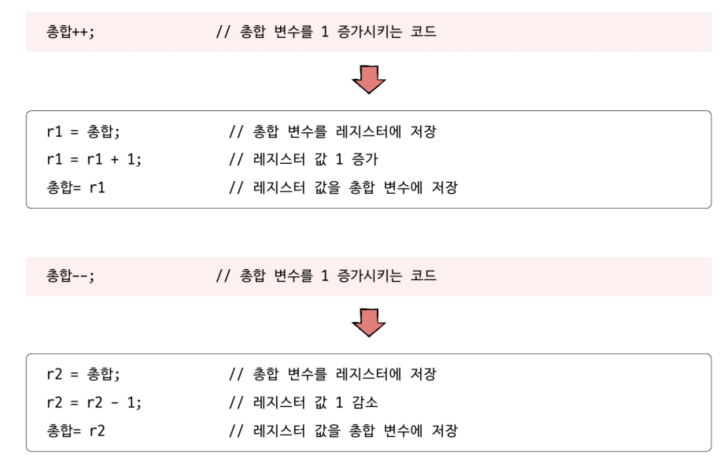 총합++; // 총합 변수를 1 증가시키는 코드
r1 = 총합; // 총합 변수를 레지스터에 저장
r1 = r1 + 1; // 레지스터 값 1 증가
총합= r1 // 레지스터 값을 총합 변수에 저장
총합--; // 총합 변수를 1 증가시키는 코드
r2 = 총합; // 총합 변수를 레지스터에 저장
r2 = r2 - 1; // 레지스터 값 1 감소
총합= r2 // 레지스터 값을 총합 변수에 저장